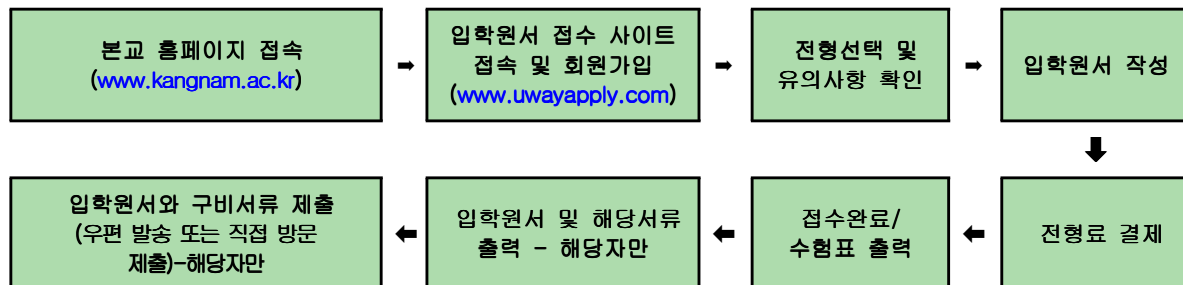 본교 홈페이지 접속
(www.kangnam.ac.kr)
➡
입학원서 접수 사이트
접속 및 회원가입
(www.uwayapply.com)
➡
전형선택 및
유의사항 확인
➡
입학원서 작성
⬇
전형료 결제
⬅
접수완료/
수험표 출력
⬅
입학원서 및 해당서류
출력 - 해당자만
⬅
입학원서와 구비서류 제출
(우편 발송 또는 직접 방문
제출)-해당자만